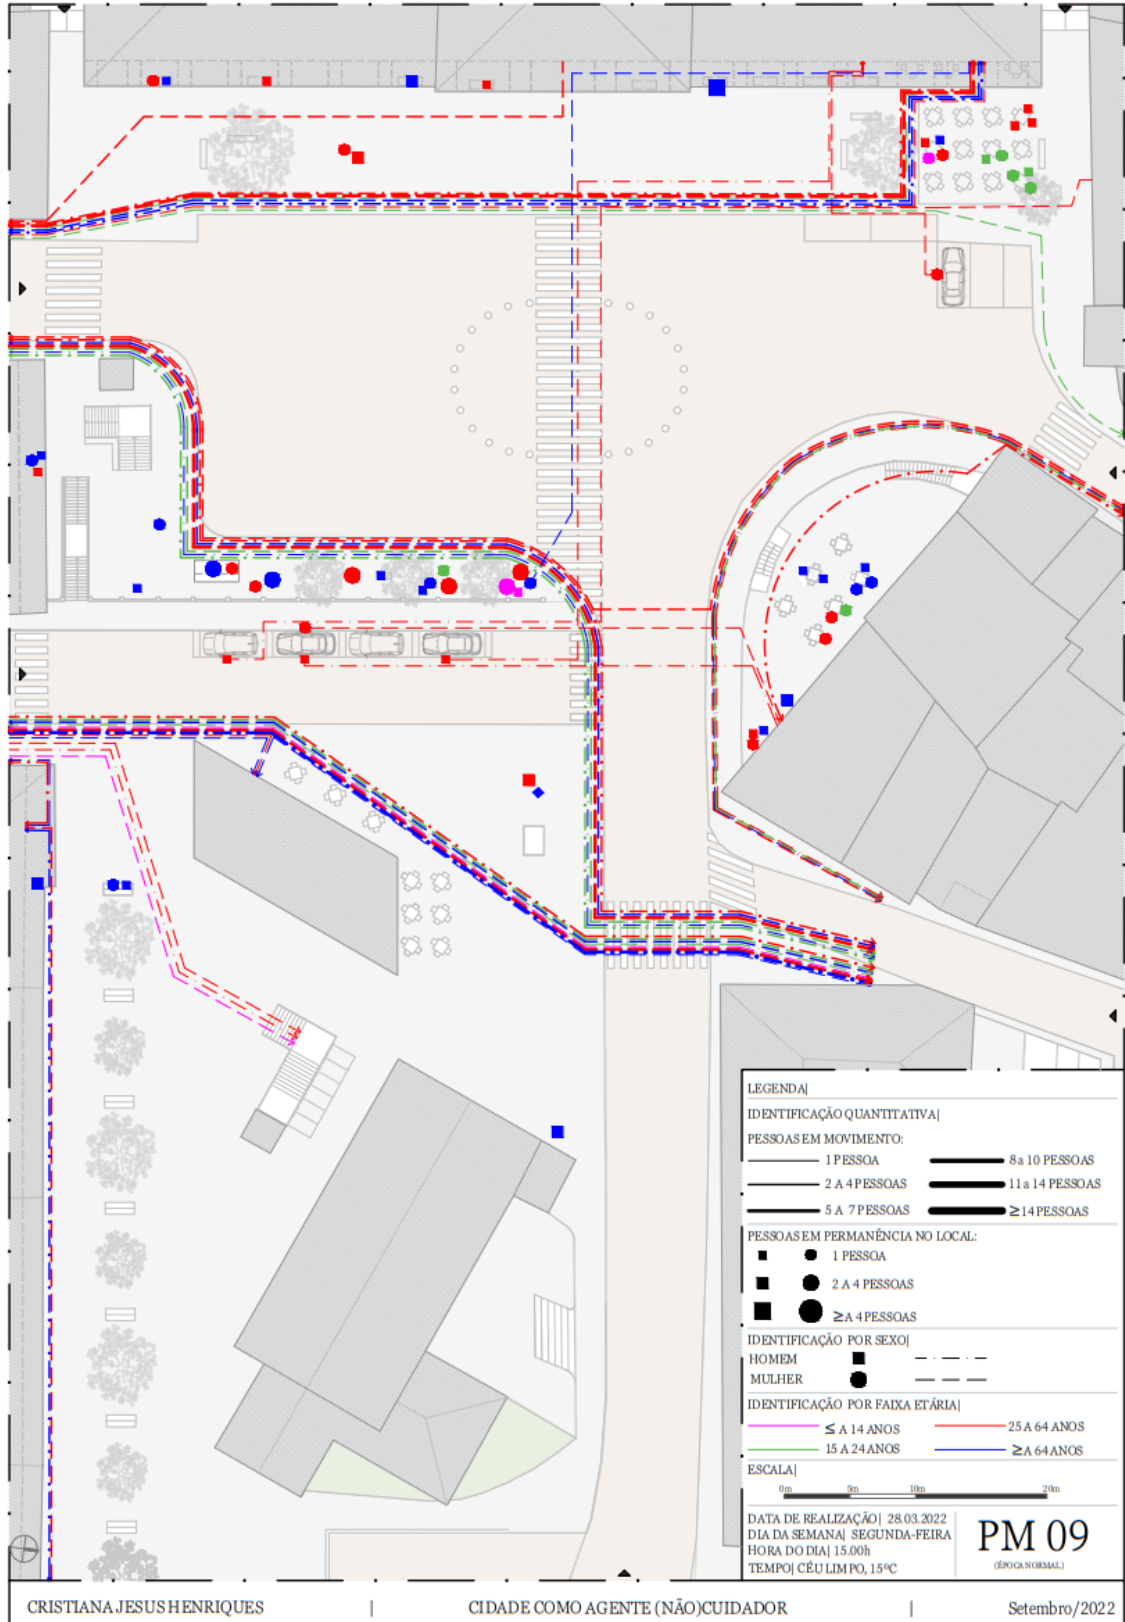 LEGENDA|
IDENTIFICAÇÃO QUANTITATIVA|
PESSOAS EM MOVIMENTO:
1 PESSOA
8 a 10 PESSOAS
2 A 4 PESSOAS
11 a 14 PESSOAS
5 A 7 PESSOAS
≥ 14 PESSOAS
PESSOAS EM PERMANÊNCIA NO LOCAL:
1 PESSOA
2 A 4 PESSOAS
≥ A 4 PESSOAS
IDENTIFICAÇÃO POR SEXO|
HOMEM
MULHER
IDENTIFICAÇÃO POR FAIXA ETÁRIA|
≤ A 14 ANOS
25 A 64 ANOS
15 A 24 ANOS
≥ A 64 ANOS
ESCALA|
0m 5m 10m 20m
DATA DE REALIZAÇÃO| 28.03.2022
DIA DA SEMANA| SEGUNDA-FEIRA
HORA DO DIA| 15.00h
TEMPO| CÉU LIMPO, 15ºC
PM 09
(ÉPOCA NORMAL)
CRISTIANA JESUS HENRIQUES | CIDADE COMO AGENTE (NÃO)CUIDADOR | Setembro/2022